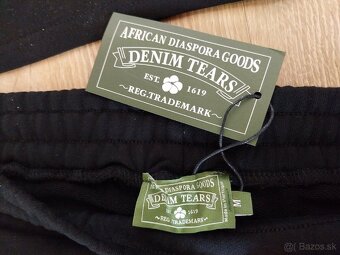 AFRICAN DIASPORA GOODS
DENIM TEARS
EST. 1619
~REG.TRADEMARK~
AFRICAN DIASPORA GOODS
DENIM TEARS
EST. 1619
~ REG. TRADEMARK ~
M
Bazos.sk